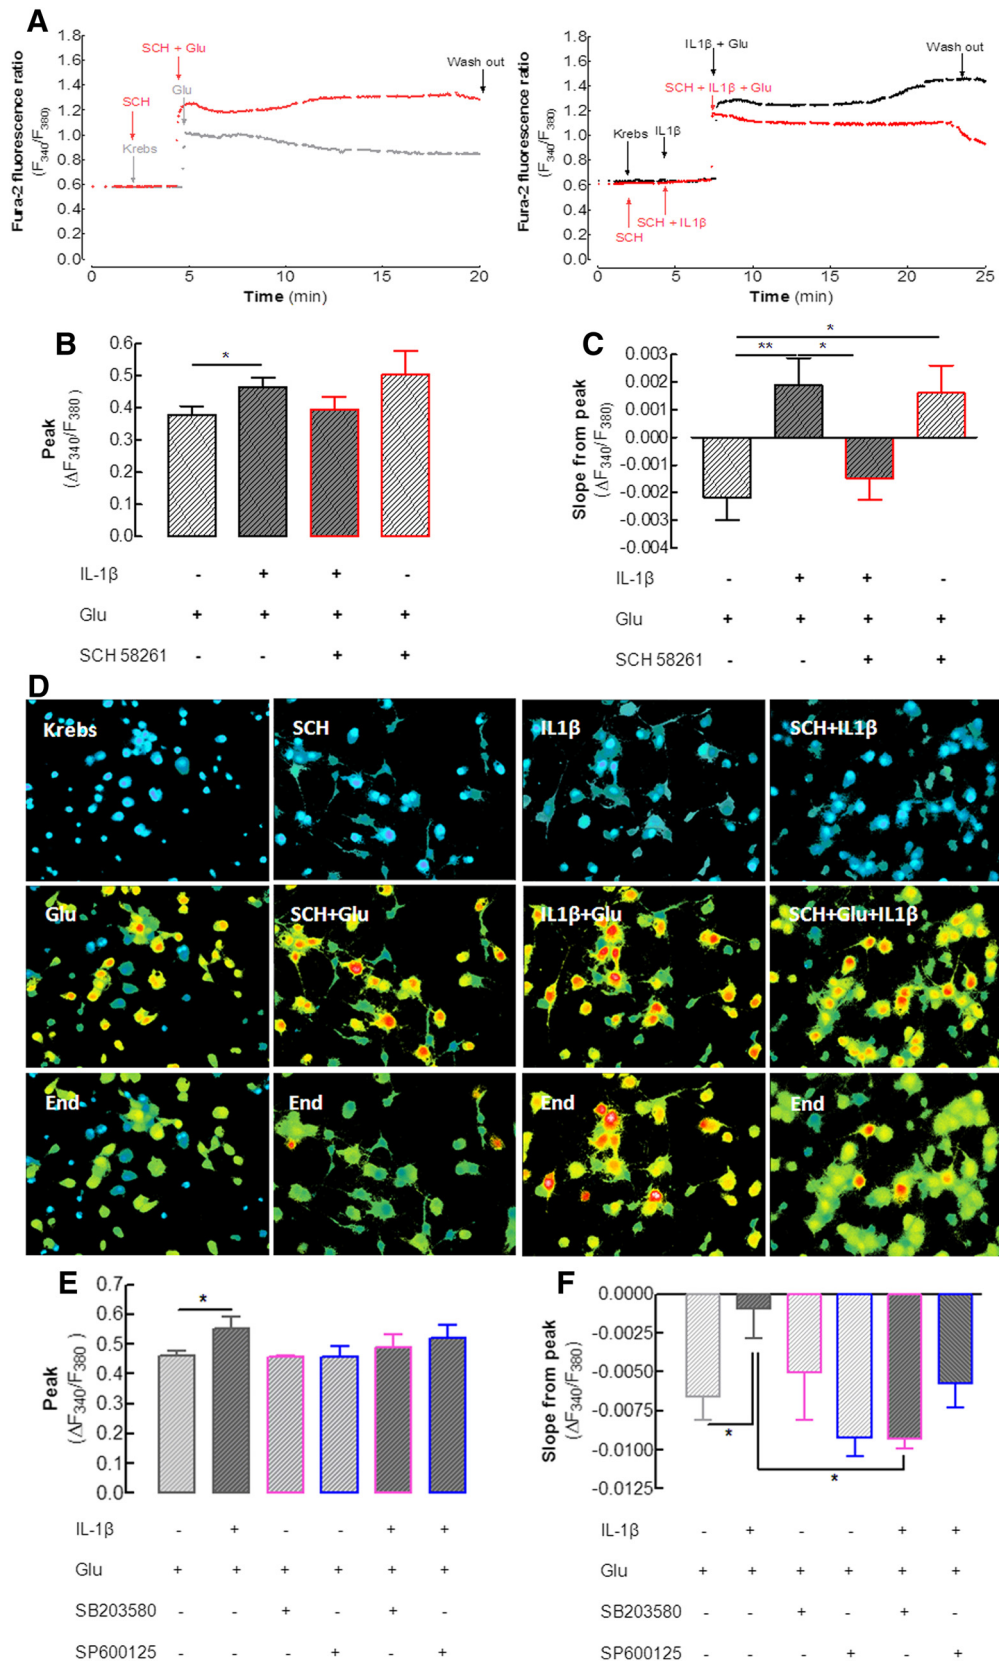 A
Fura-2 fluorescence ratio
(F340/F380)
1.8
1.6
1.4
1.2
1.0
0.8
0.6
0.4
0.2
0.0
SCH + Glu
SCH
Glu
Krebs
Wash out
0 5 10 15 20
Time (min)
Fura-2 fluorescence ratio
(F340/F380)
1.8
1.6
1.4
1.2
1.0
0.8
0.6
0.4
0.2
0.0
IL1β + Glu
Wash out
SCH + IL1β + Glu
Krebs
IL1β
SCH + IL1β
SCH
0 5 10 15 20 25
Time (min)
B
Peak
(ΔF340/F380)
0.6
0.5
0.4
0.3
0.2
0.1
0.0
*
IL-1β - + + -
Glu + + + +
SCH 58261 - - + +
C
Slope from peak
(ΔF340/F380)
0.003
0.002
0.001
0.000
-0.001
-0.002
-0.003
-0.004
*
** *
IL-1β - + + -
Glu + + + +
SCH 58261 - - + +
D
Krebs SCH IL1β SCH+IL1β
Glu SCH+Glu IL1β+Glu SCH+Glu+IL1β
End End End End
E
Peak
(ΔF340/F380)
0.7
0.6
0.5
0.4
0.3
0.2
0.1
0.0
*
IL-1β - + - - + +
Glu + + + + + +
SB203580 - - + - + -
SP600125 - - - + - +
F
Slope from peak
(ΔF340/F380)
0.0000
-0.0025
-0.0050
-0.0075
-0.0100
-0.0125
*
*
IL-1β - + - - + +
Glu + + + + + +
SB203580 - - + - + -
SP600125 - - - + - +